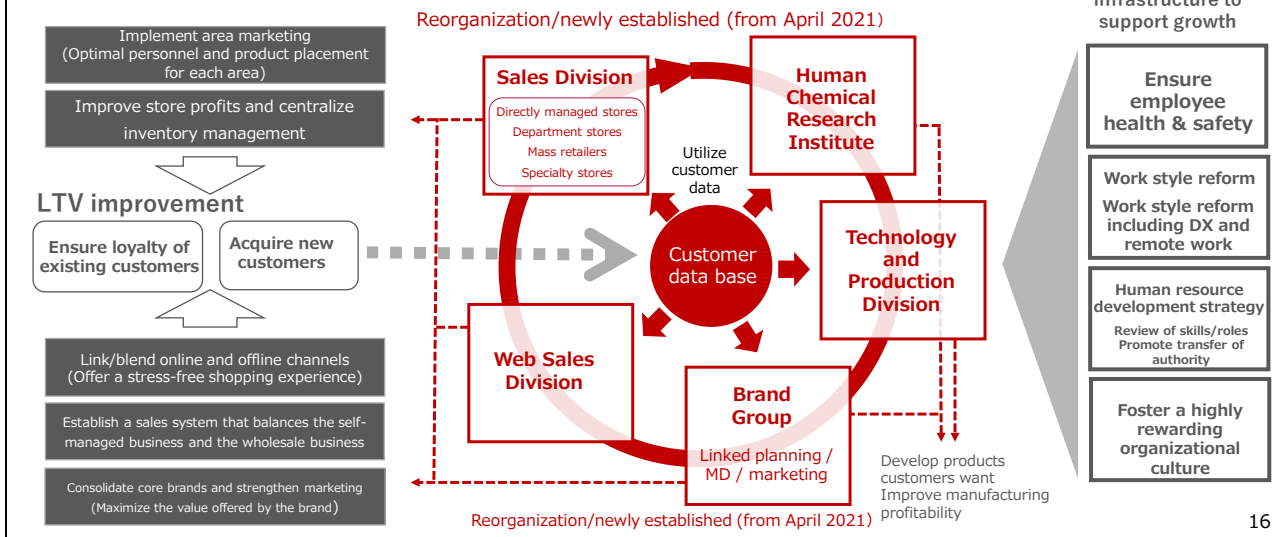 Reorganization/newly established (from April 2021)
infrastructure to
support growth
Implement area marketing
(Optimal personnel and product placement
for each area)
Improve store profits and centralize
inventory management
LTV improvement
Ensure loyalty of
existing customers
Acquire new
customers
Link/blend online and offline channels
(Offer a stress-free shopping experience)
Establish a sales system that balances the self-
managed business and the wholesale business
Consolidate core brands and strengthen marketing
(Maximize the value offered by the brand)
Sales Division
Directly managed stores
Department stores
Mass retailers
Specialty stores
Human
Chemical
Research
Institute
Utilize
customer
data
Customer
data base
Technology
and
Production
Division
Web Sales
Division
Brand
Group
Linked planning /
MD / marketing
Develop products
customers want
Improve manufacturing
profitability
Reorganization/newly established (from April 2021)
Ensure
employee
health & safety
Work style reform
Work style reform
including DX and
remote work
Human resource
development strategy
Review of skills/roles
Promote transfer of
authority
Foster a highly
rewarding
organizational
culture
16